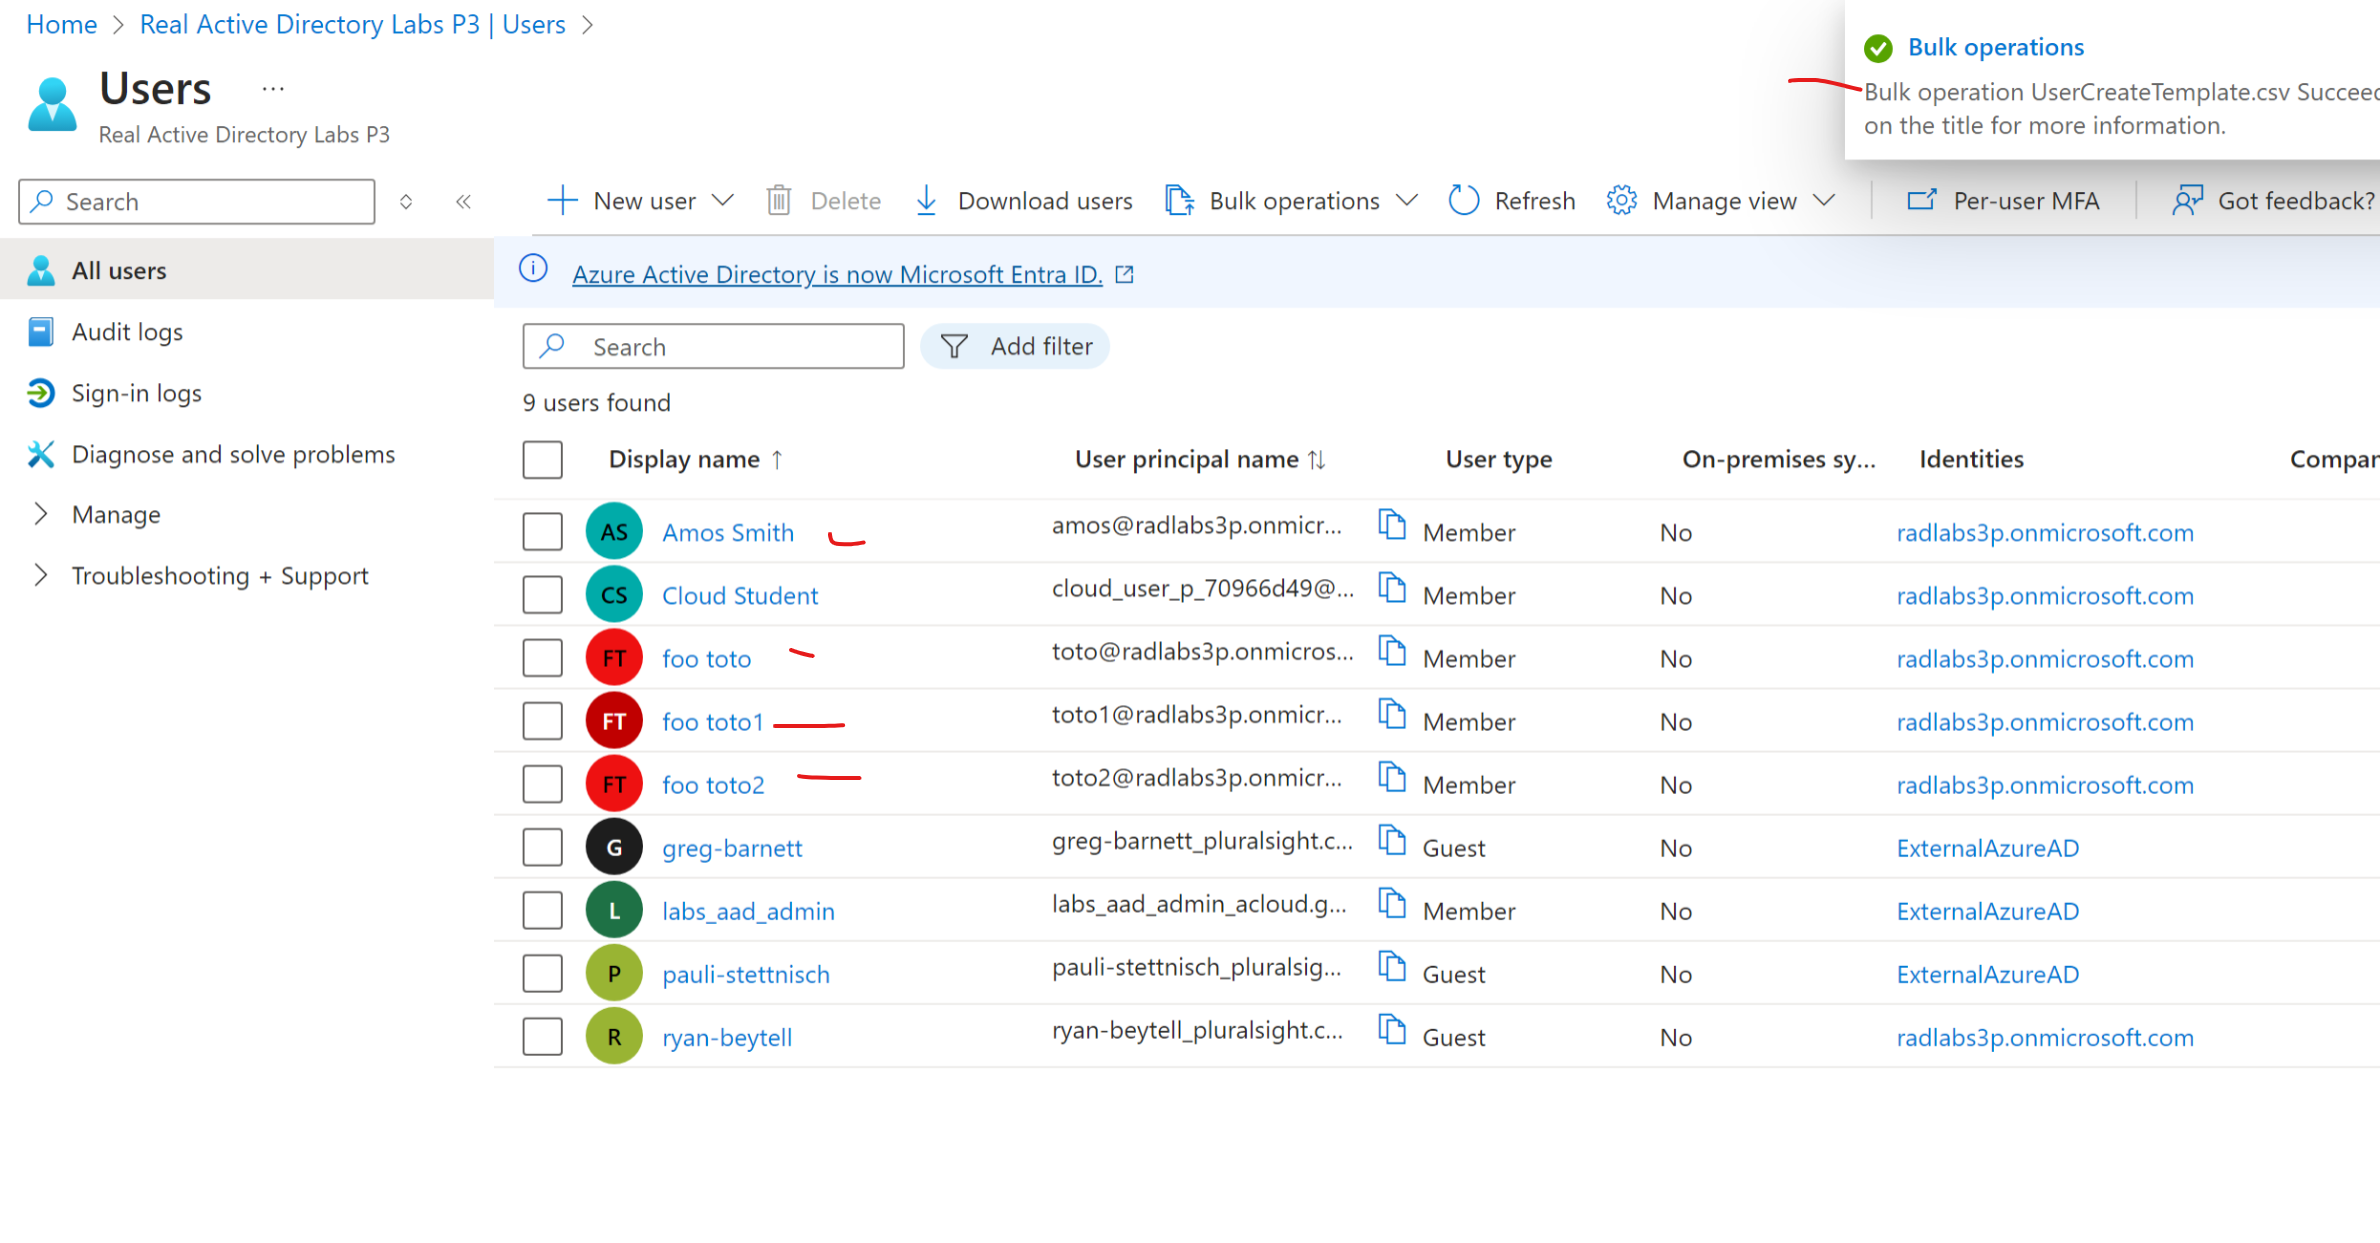 Home > Real Active Directory Labs P3 | Users >
Users ...
Real Active Directory Labs P3
Bulk operations
Bulk operation UserCreateTemplate.csv Succeed
on the title for more information.
Search
New user
Delete
Download users
Bulk operations
Refresh
Manage view
Per-user MFA
Got feedback?
All users
Audit logs
Sign-in logs
Diagnose and solve problems
Manage
Troubleshooting + Support
Azure Active Directory is now Microsoft Entra ID.
Search
Add filter
9 users found
Display name ↑ User principal name ↑↓ User type On-premises sy... Identities Compan
AS Amos Smith amos@radlabs3p.onmicr... Member No radlabs3p.onmicrosoft.com
CS Cloud Student cloud_user_p_70966d49@... Member No radlabs3p.onmicrosoft.com
FT foo toto toto@radlabs3p.onmicros... Member No radlabs3p.onmicrosoft.com
FT foo toto1 toto1@radlabs3p.onmicr... Member No radlabs3p.onmicrosoft.com
FT foo toto2 toto2@radlabs3p.onmicr... Member No radlabs3p.onmicrosoft.com
G greg-barnett greg-barnett_pluralsight.c... Guest No ExternalAzureAD
L labs_aad_admin labs_aad_admin_acloud.g... Member No ExternalAzureAD
P pauli-stettnisch pauli-stettnisch_pluralsig... Guest No ExternalAzureAD
R ryan-beytell ryan-beytell_pluralsight.c... Guest No radlabs3p.onmicrosoft.com